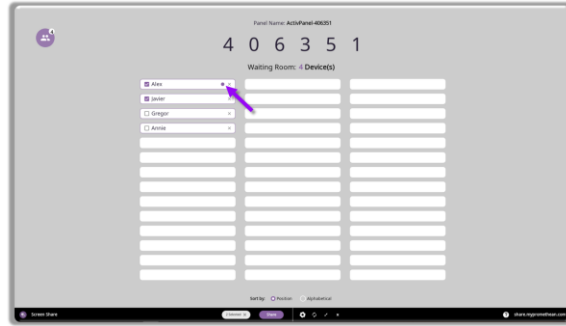 Panel Name: ActivPanel-406351
4
4 0 6 3 5 1
Waiting Room: 4 Device(s)
Alex
Javier
Gregor
Annie
Sort by: Position Alphabetical
Screen Share
Share
share.mypromethean.com